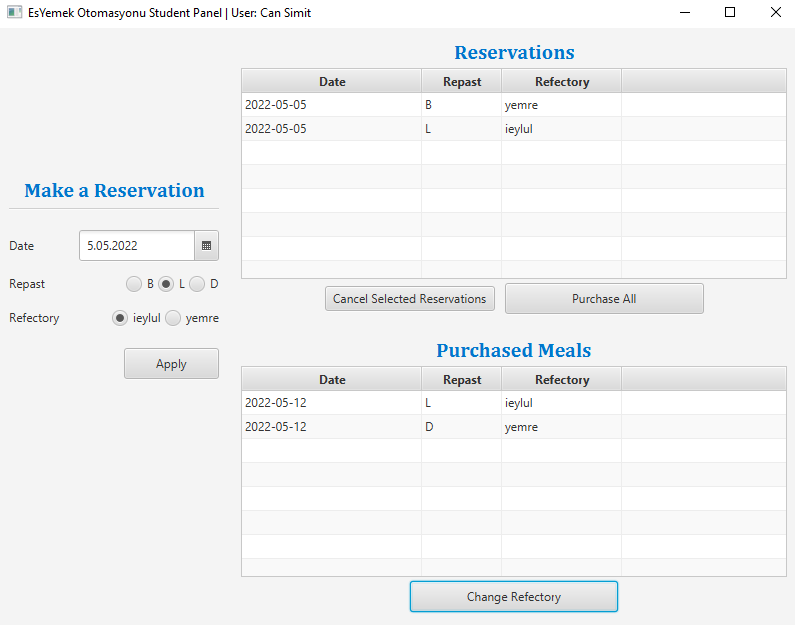 EsYemek Otomasyonu Student Panel | User: Can Simit
Make a Reservation
Date 5.05.2022
Repast B L D
Refectory ieylul yemre
Apply
Reservations
Date Repast Refectory
2022-05-05 B yemre
2022-05-05 L ieylul
Cancel Selected Reservations Purchase All
Purchased Meals
Date Repast Refectory
2022-05-12 L ieylul
2022-05-12 D yemre
Change Refectory